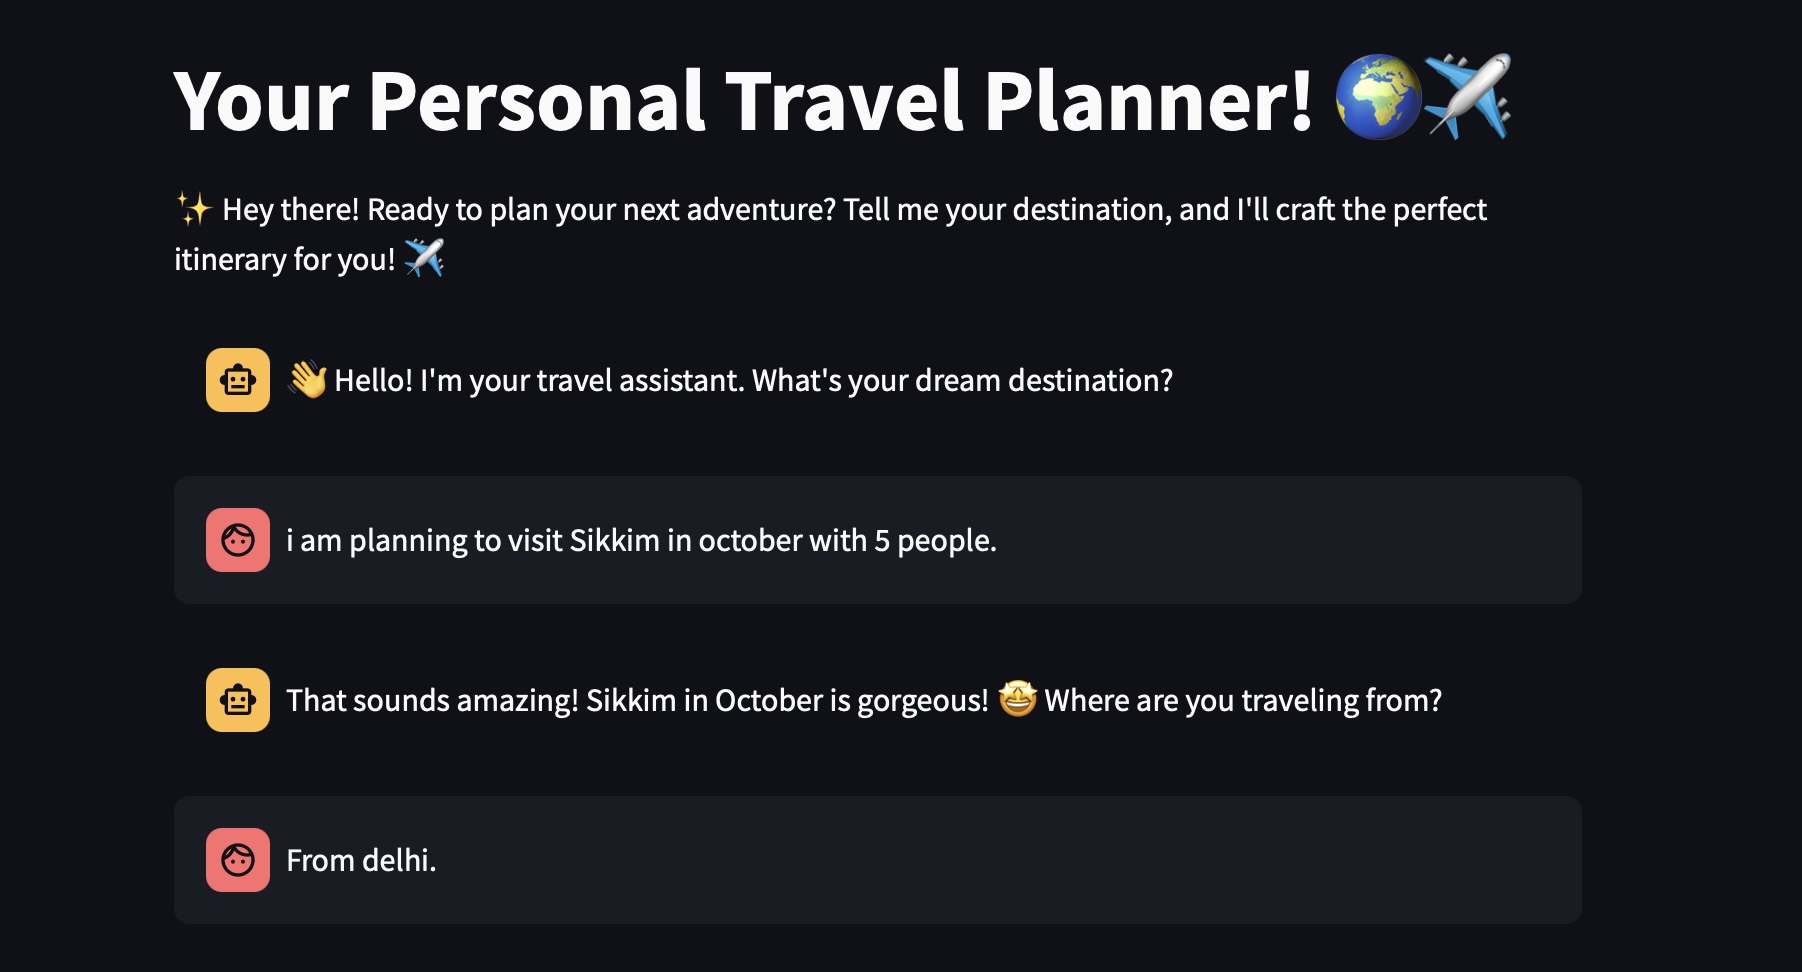 Your Personal Travel Planner! 🌍✈️
✨ Hey there! Ready to plan your next adventure? Tell me your destination, and I'll craft the perfect
itinerary for you! ✈️
👋 Hello! I'm your travel assistant. What's your dream destination?
i am planning to visit Sikkim in october with 5 people.
That sounds amazing! Sikkim in October is gorgeous! 🤩 Where are you traveling from?
From delhi.